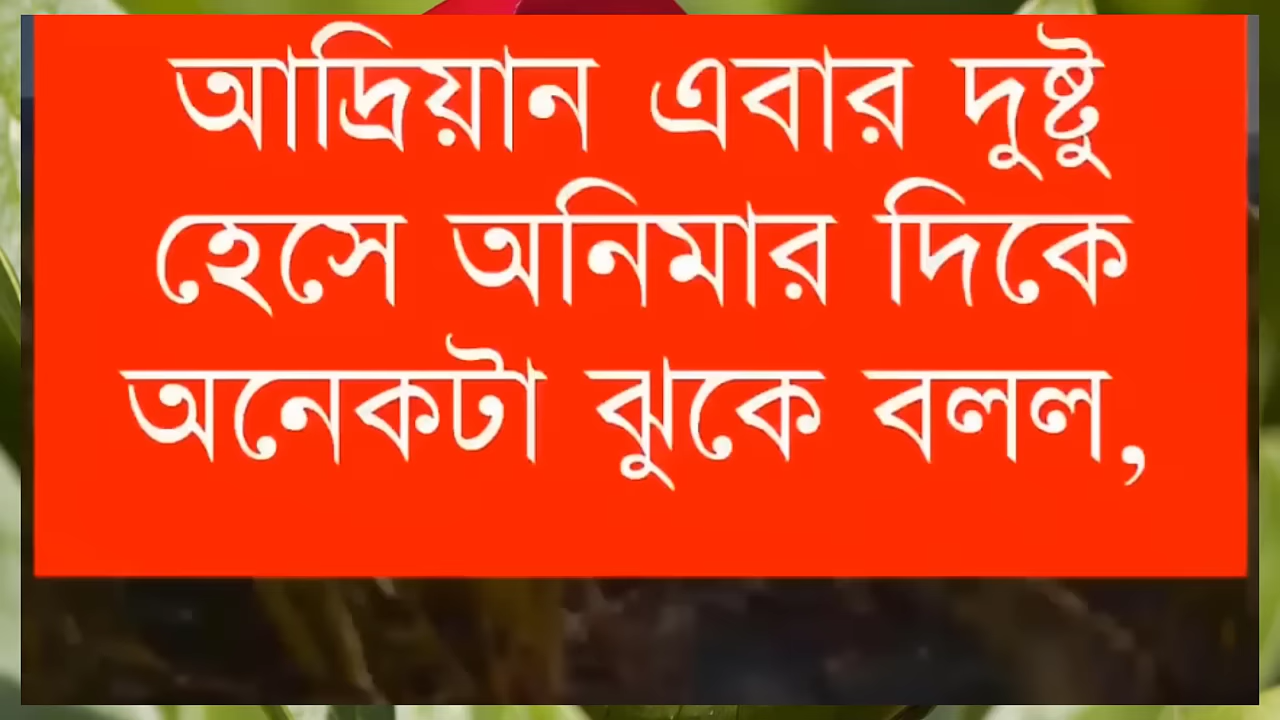 আদ্রিয়ান এবার দুষ্টু
হেসে অনিমার দিকে
অনেকটা ঝুকে বলল,